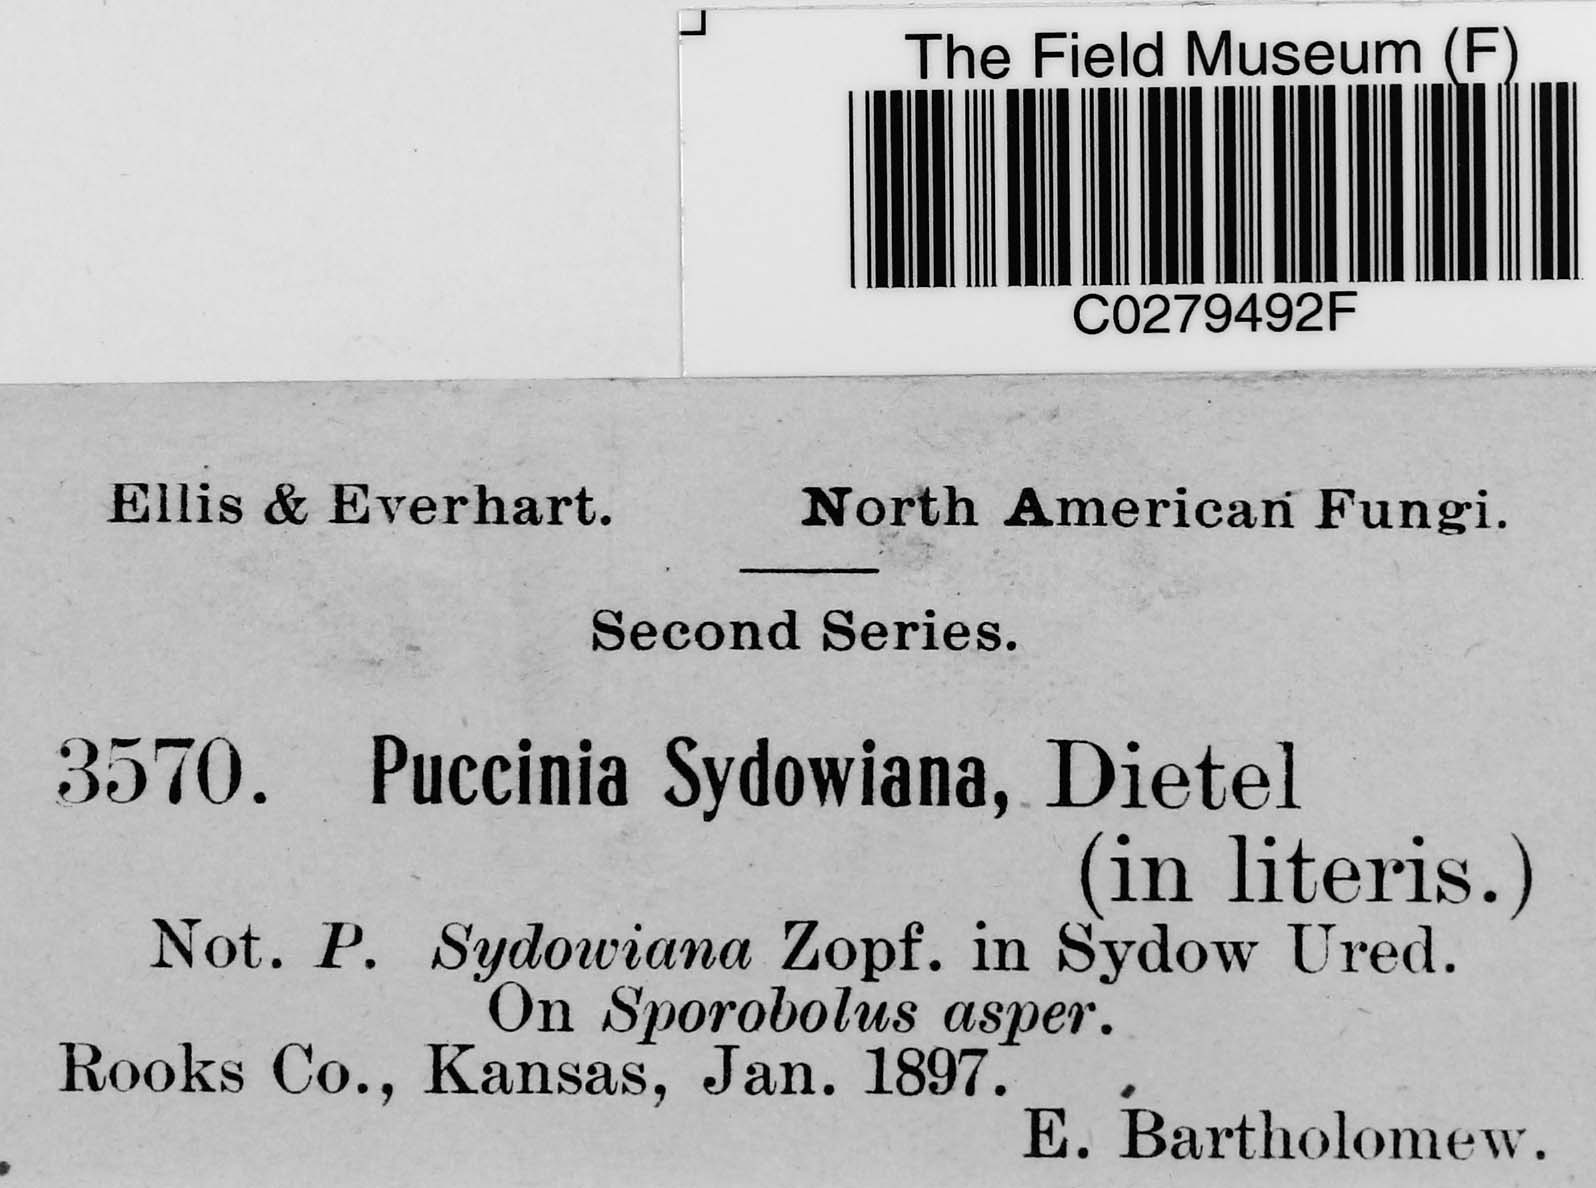 The Field Museum (F)
C0279492F
Ellis & Everhart. North American Fungi.
Second Series.
3570. Puccinia Sydowiana, Dietel
(in literis.)
Not. P. Sydowiana Zopf. in Sydow Ured.
On Sporobolus asper.
Rooks Co., Kansas, Jan. 1897.
E. Bartholomew.